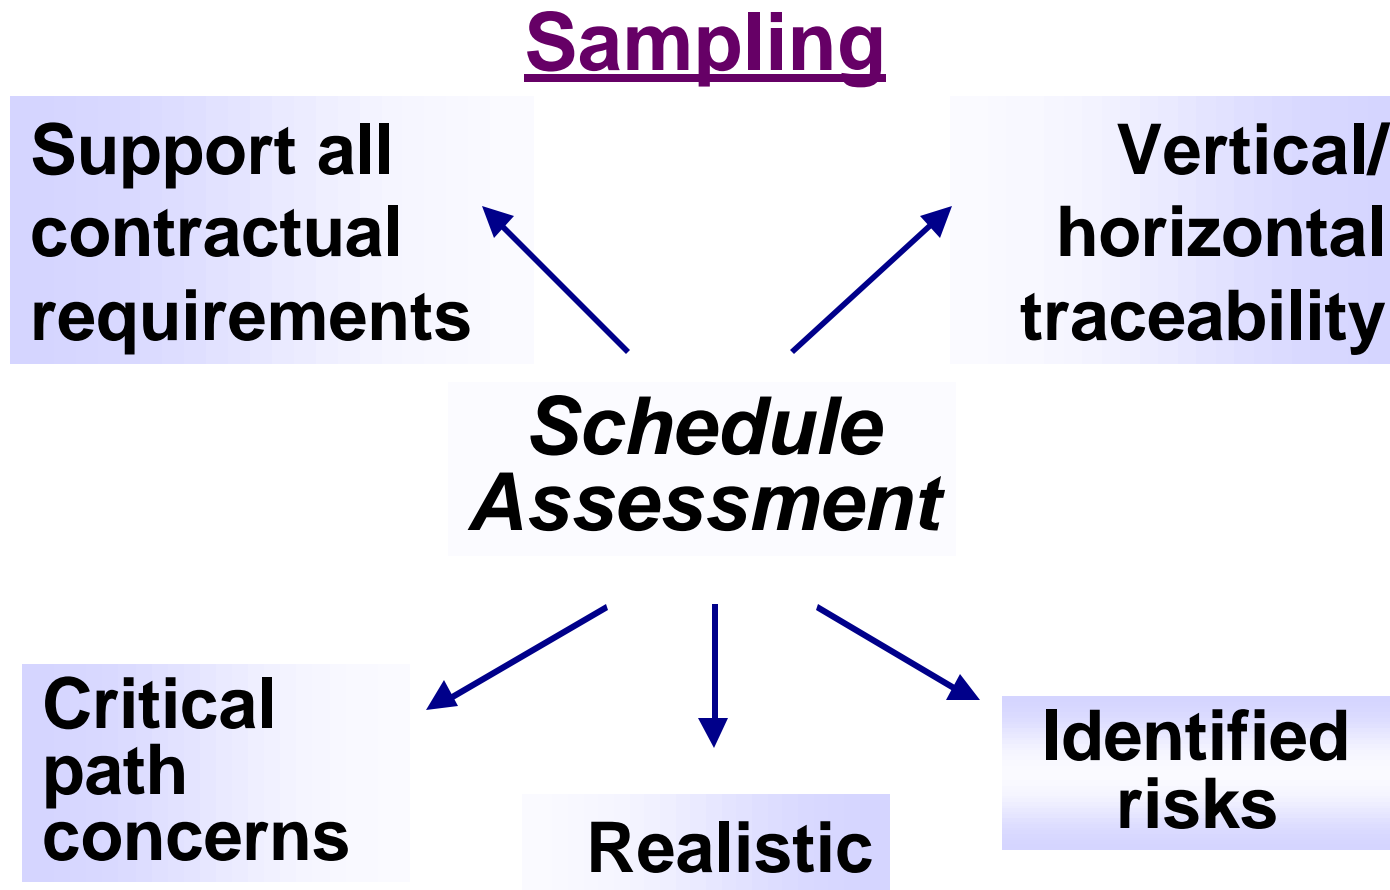 Sampling
Support all
contractual
requirements
Vertical/
horizontal
traceability
Schedule
Assessment
Critical
path
concerns
Realistic
Identified
risks